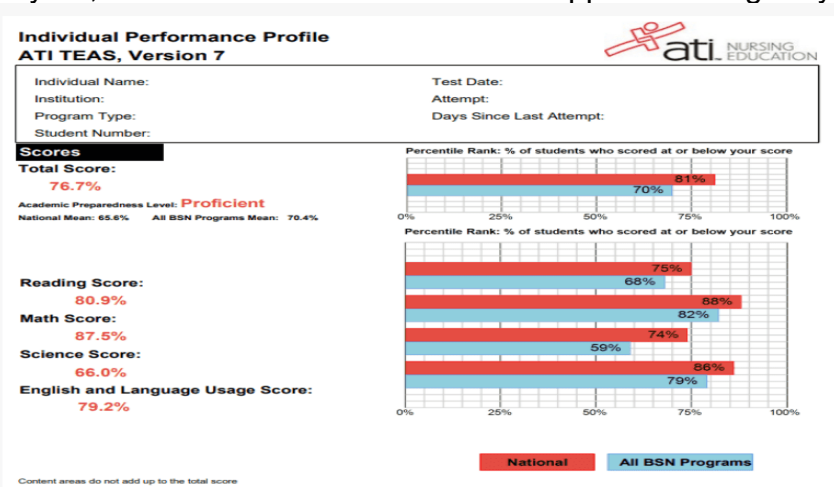 Individual Performance Profile
ATI TEAS, Version 7
ati NURSING EDUCATION
Individual Name:
Test Date:
Institution:
Attempt:
Program Type:
Days Since Last Attempt:
Student Number:
Scores
Percentile Rank: % of students who scored at or below your score
Total Score:
76.7%
81%
70%
Academic Preparedness Level: Proficient
National Mean: 65.6% All BSN Programs Mean: 70.4%
0% 25% 50% 75% 100%
Percentile Rank: % of students who scored at or below your score
75%
68%
Reading Score:
80.9%
88%
82%
Math Score:
87.5%
74%
59%
Science Score:
66.0%
86%
79%
English and Language Usage Score:
79.2%
0% 25% 50% 75% 100%
National All BSN Programs
Content areas do not add up to the total score